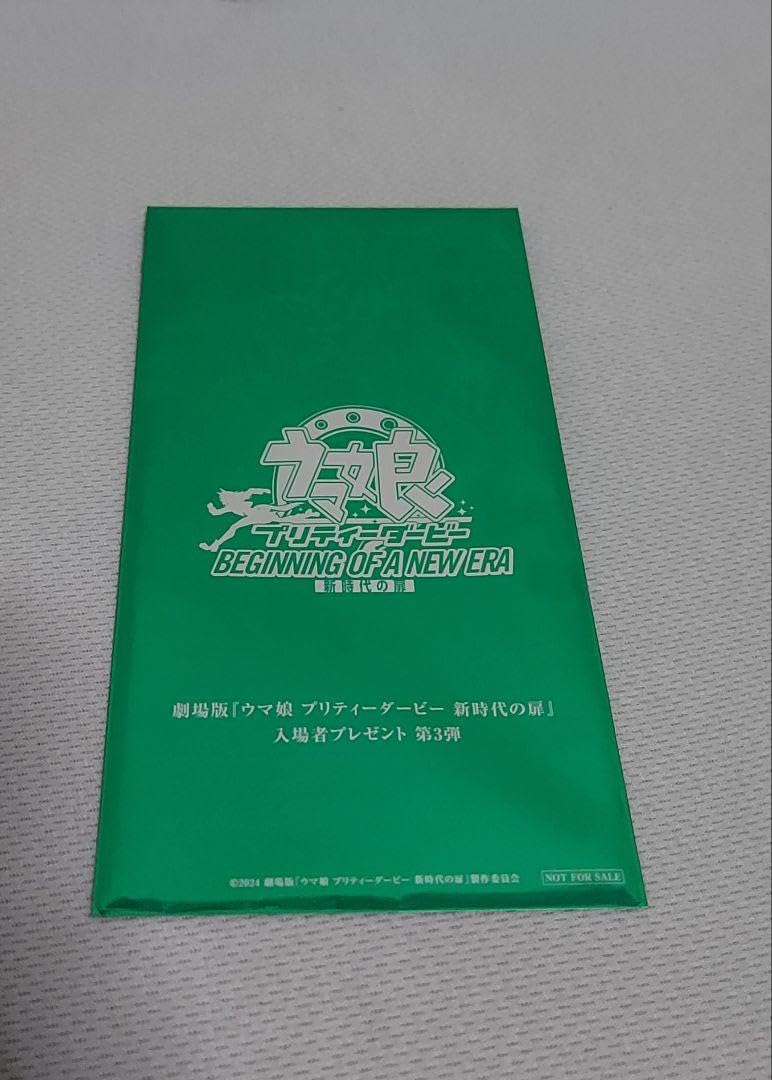 ウマ娘
プリティーダービー
BEGINNING OF A NEW ERA
新時代の扉
劇場版『ウマ娘 プリティーダービー 新時代の扉』
入場者プレゼント 第3弾
©2024 劇場版『ウマ娘 プリティーダービー 新時代の扉』製作委員会
NOT FOR SALE